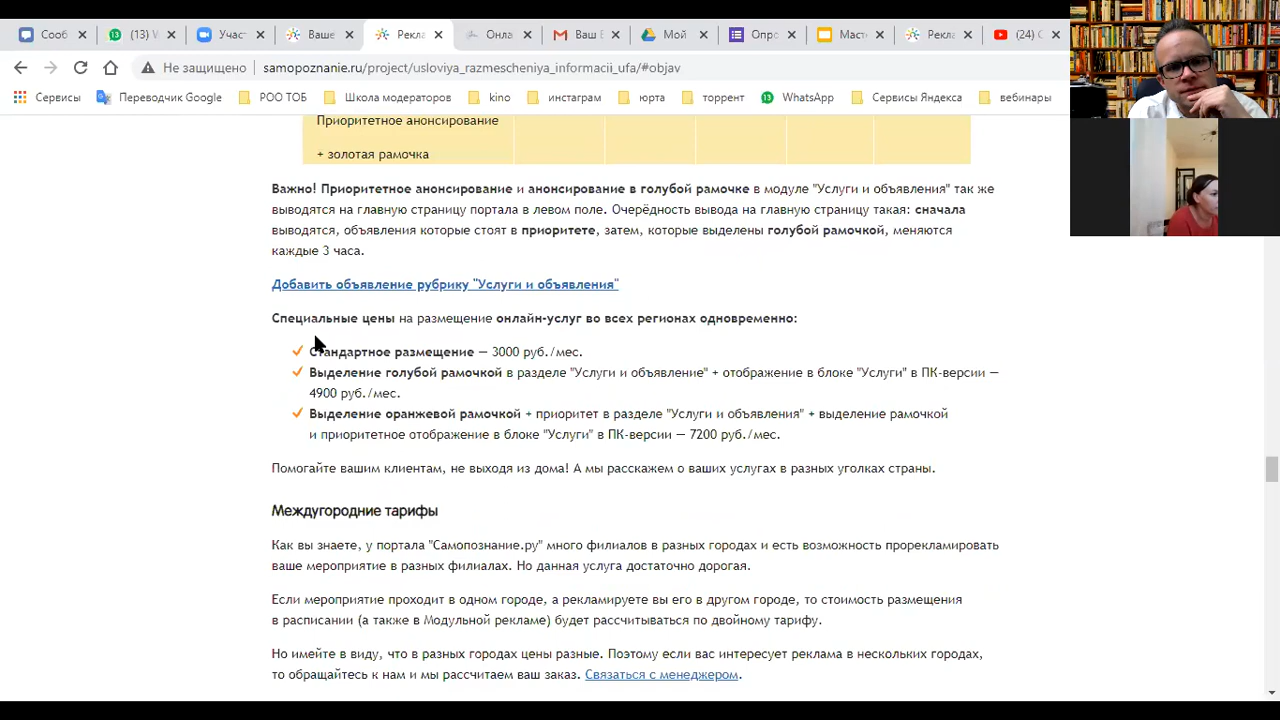 Сооб
(13) W
Участ
Ваше
Рекла
Онлі
Ваш Е
Мой
Опро
Масте
Рекла
(24) С
Не защищено
samopoznanie.ru/project/usloviya_razmescheniya_informacii_ufa/#objav
Сервисы
Переводчик Google
РОО ТОБ
Школа модераторов
kino
инстаграм
юрта
торрент
13
WhatsApp
Сервисы Яндекса
вебинары
Приоритетное анонсирование
+ золотая рамочка
Важно! Приоритетное анонсирование и анонсирование в голубой рамочке в модуле "Услуги и объявления" так же
выводятся на главную страницу портала в левом поле. Очерёдность вывода на главную страницу такая: сначала
выводятся, объявления которые стоят в приоритете, затем, которые выделены голубой рамочкой, меняются
каждые 3 часа.
Добавить объявление рубрику "Услуги и объявления"
Специальные цены на размещение онлайн-услуг во всех регионах одновременно:
Стандартное размещение — 3000 руб./мес.
Выделение голубой рамочкой в разделе "Услуги и объявление" + отображение в блоке "Услуги" в ПК-версии —
4900 руб./мес.
Выделение оранжевой рамочкой + приоритет в разделе "Услуги и объявления" + выделение рамочкой
и приоритетное отображение в блоке "Услуги" в ПК-версии — 7200 руб./мес.
Помогайте вашим клиентам, не выходя из дома! А мы расскажем о ваших услугах в разных уголках страны.
Междугородние тарифы
Как вы знаете, у портала "Самопознание.ру" много филиалов в разных городах и есть возможность прорекламировать
ваше мероприятие в разных филиалах. Но данная услуга достаточно дорогая.
Если мероприятие проходит в одном городе, а рекламируете вы его в другом городе, то стоимость размещения
в расписании (а также в Модульной рекламе) будет рассчитываться по двойному тарифу.
Но имейте в виду, что в разных городах цены разные. Поэтому если вас интересует реклама в нескольких городах,
то обращайтесь к нам и мы рассчитаем ваш заказ. Связаться с менеджером.